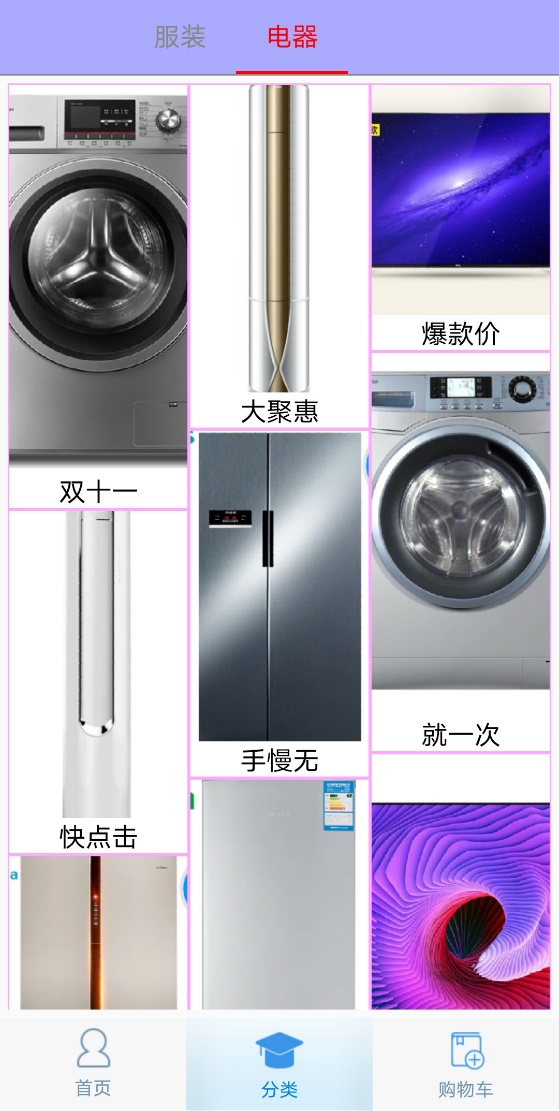 服装
电器
双十一
大聚惠
爆款价
快点击
手慢无
就一次
首页
分类
购物车